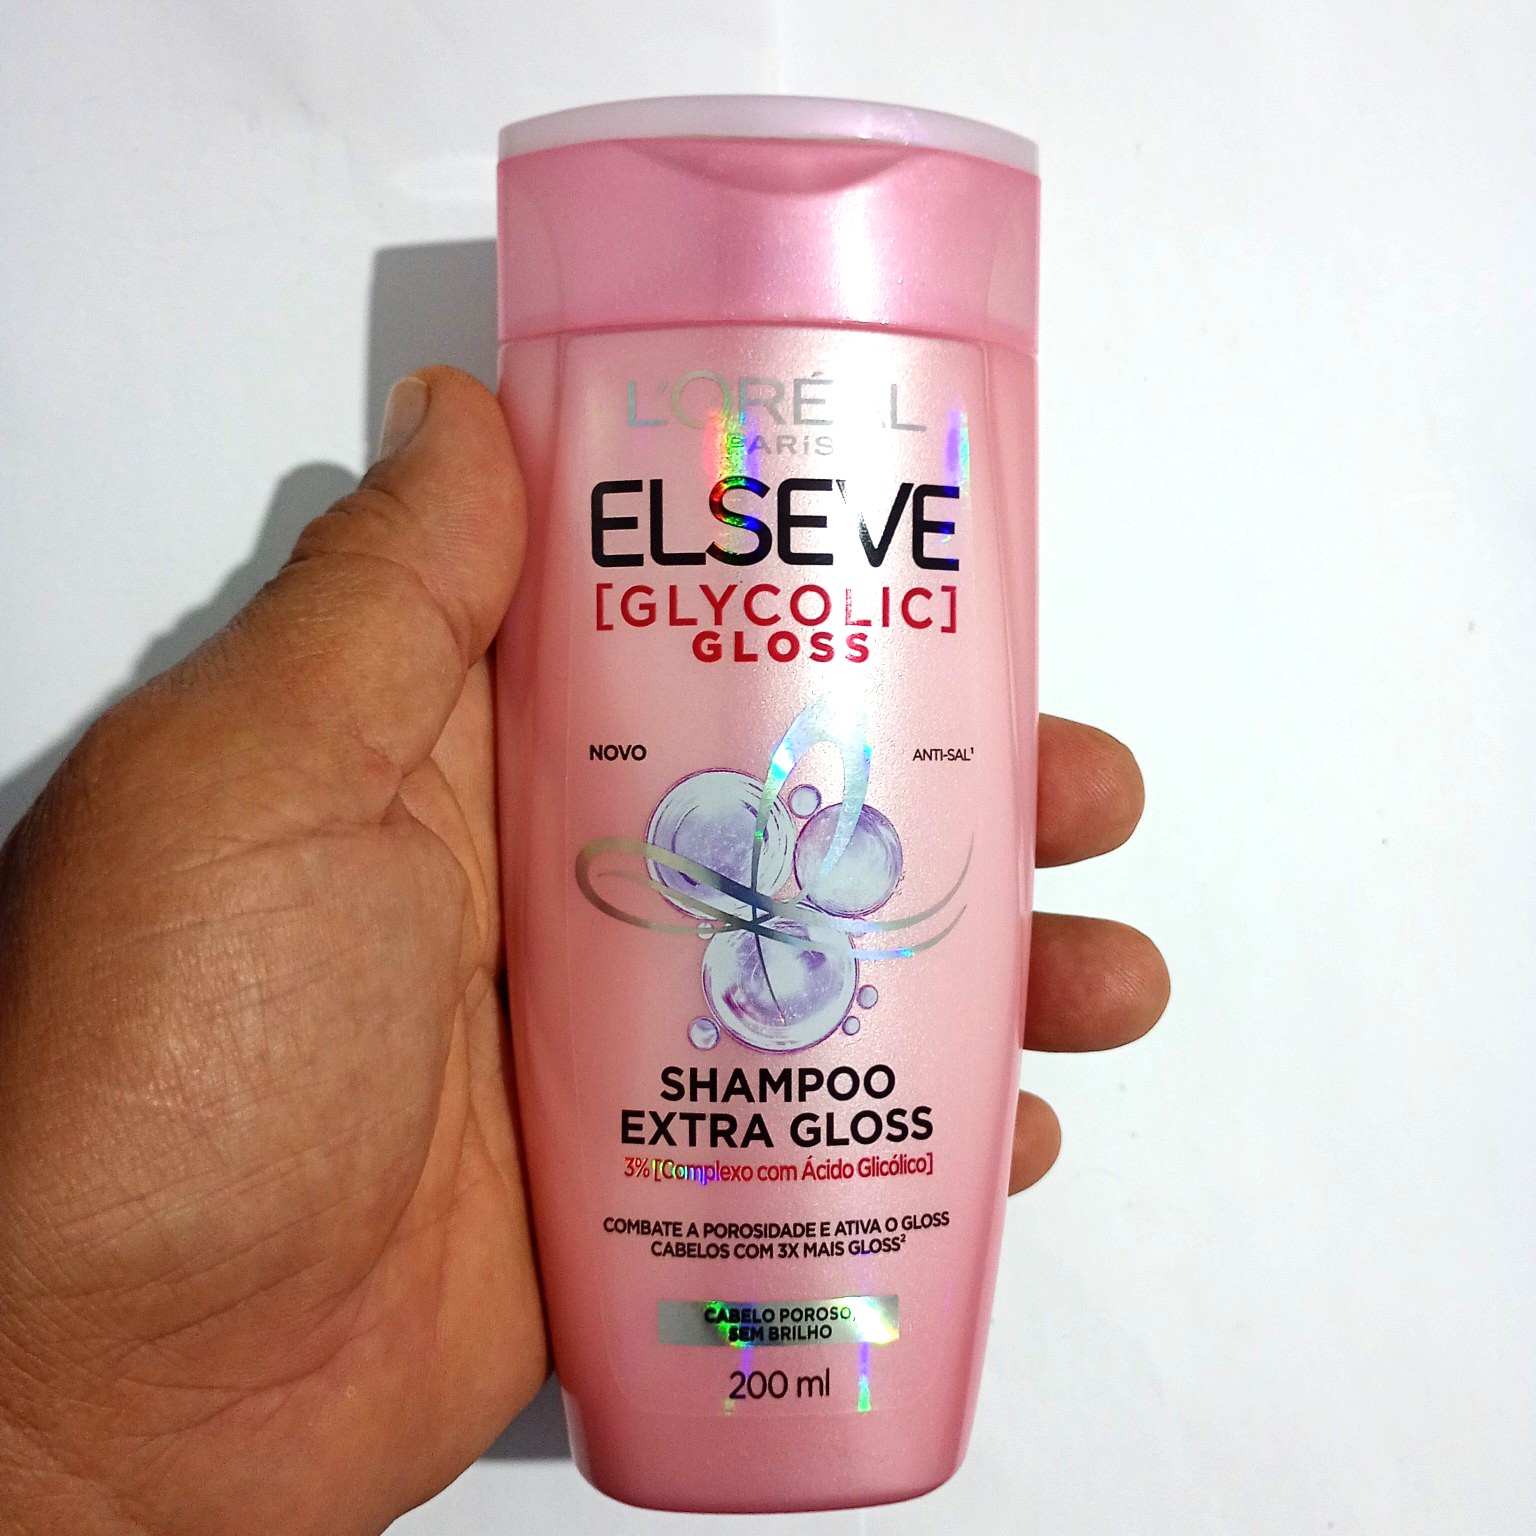 L'ORÉAL
PARIS
ELSEVE
[GLYCOLIC]
GLOSS
NOVO
ANTI-SAL¹
SHAMPOO
EXTRA GLOSS
3% [Complexo com Ácido Glicólico]
COMBATE A POROSIDADE E ATIVA O GLOSS
CABELOS COM 3X MAIS GLOSS²
CABELO POROSO,
SEM BRILHO
200 ml